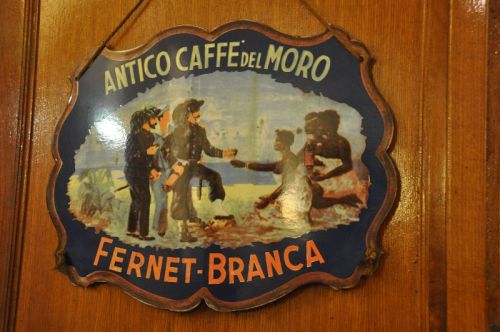 ANTICO CAFFE' DEL MORO
FERNET-BRANCA